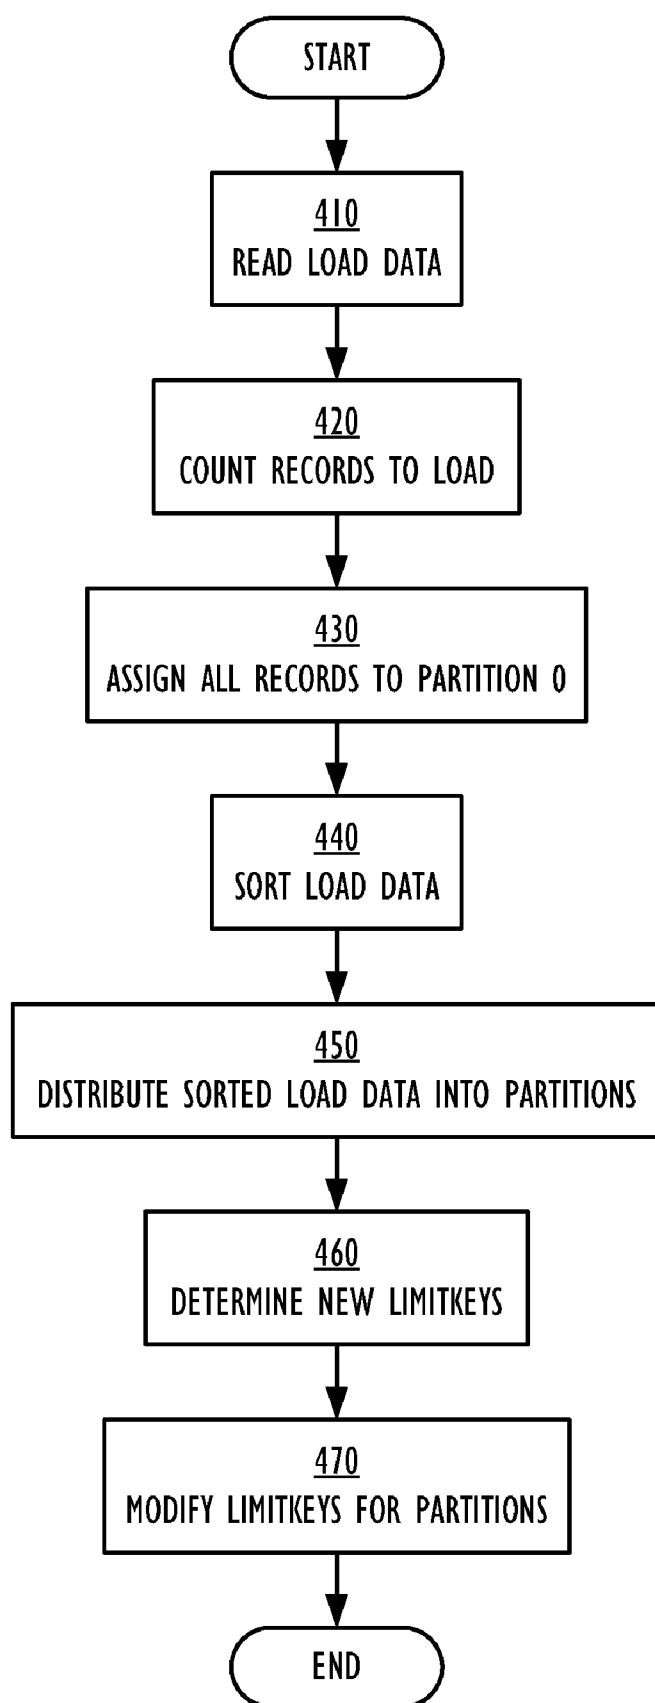 START
410
READ LOAD DATA
420
COUNT RECORDS TO LOAD
430
ASSIGN ALL RECORDS TO PARTITION 0
440
SORT LOAD DATA
450
DISTRIBUTE SORTED LOAD DATA INTO PARTITIONS
460
DETERMINE NEW LIMITKEYS
470
MODIFY LIMITKEYS FOR PARTITIONS
END